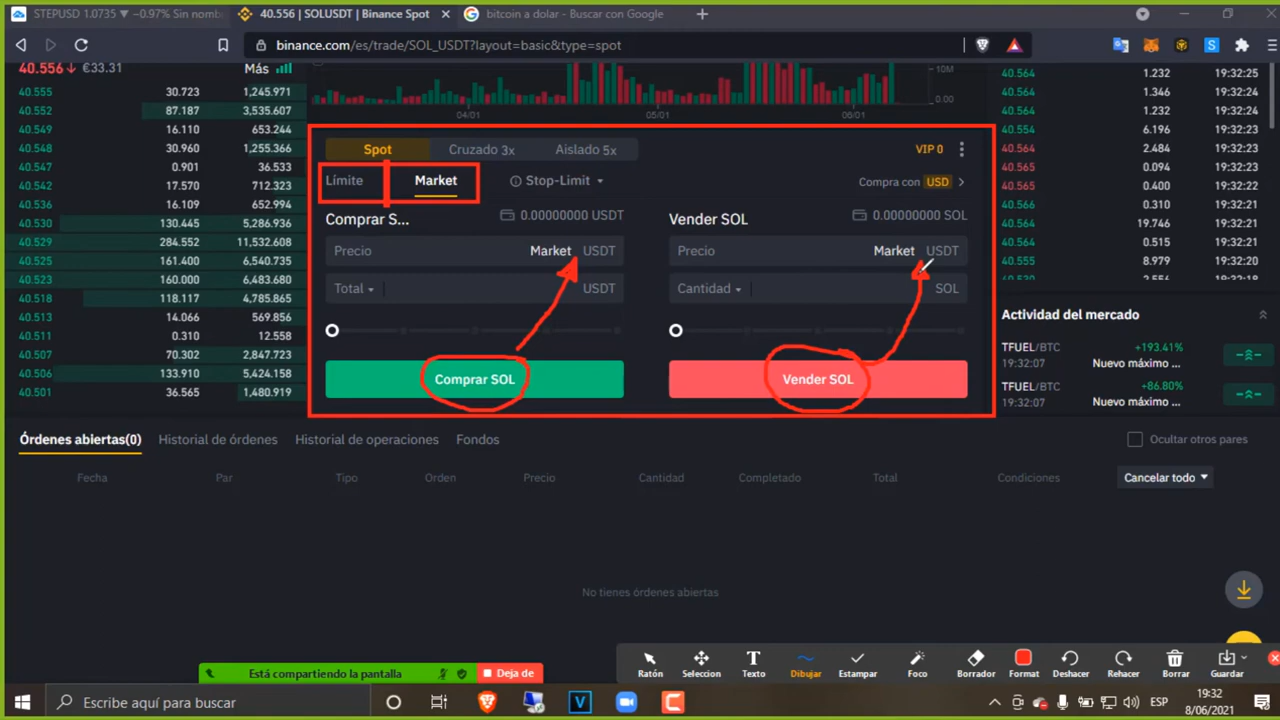 STEPUSD 1.0735 ▼ −0.97% Sin nomb
40.556 | SOLUSDT | Binance Spot
bitcoin a dolar - Buscar con Google
binance.com/es/trade/SOL_USDT?layout=basic&type=spot
40.556↓ €33.31 Más
40.555 30.723 1,245.971
40.552 87.187 3,535.607
40.549 16.110 653.244
40.548 30.960 1,255.366
40.547 0.901 36.533
40.542 17.570 712.323
40.536 16.109 652.994
40.530 130.445 5,286.936
40.529 284.552 11,532.608
40.525 161.400 6,540.735
40.523 160.000 6,483.680
40.518 118.117 4,785.865
40.513 14.066 569.856
40.511 0.310 12.558
40.507 70.302 2,847.723
40.506 133.910 5,424.158
40.501 36.565 1,480.919
10M
0.00
04/01 05/01 06/01
Spot Cruzado 3x Aislado 5x VIP 0
Límite Market Stop-Limit Compra con USD
Comprar S... 0.00000000 USDT
Precio Market USDT
Total USDT
Comprar SOL
Vender SOL 0.00000000 SOL
Precio Market USDT
Cantidad SOL
Vender SOL
40.564 1.232 19:32:25
40.564 1.346 19:32:24
40.564 1.232 19:32:24
40.564 6.196 19:32:23
40.564 2.484 19:32:23
40.565 0.094 19:32:23
40.565 0.400 19:32:22
40.566 0.310 19:32:22
40.564 19.746 19:32:22
40.564 0.515 19:32:21
40.555 8.979 19:32:20
Actividad del mercado
TFUEL/BTC +193.41%
19:32:07 Nuevo máximo ...
TFUEL/BTC +86.80%
19:32:07 Nuevo máximo ...
Órdenes abiertas(0) Historial de órdenes Historial de operaciones Fondos Ocultar otros pares
Fecha Par Tipo Orden Precio Cantidad Completado Total Condiciones Cancelar todo
No tienes órdenes abiertas
Está compartiendo la pantalla Deja de
Ratón Seleccion Texto Dibujar Estampar Foco Borrador Format Deshacer Rehacer Borrar Guardar
Escribe aquí para buscar
ESP
19:32
8/06/2021